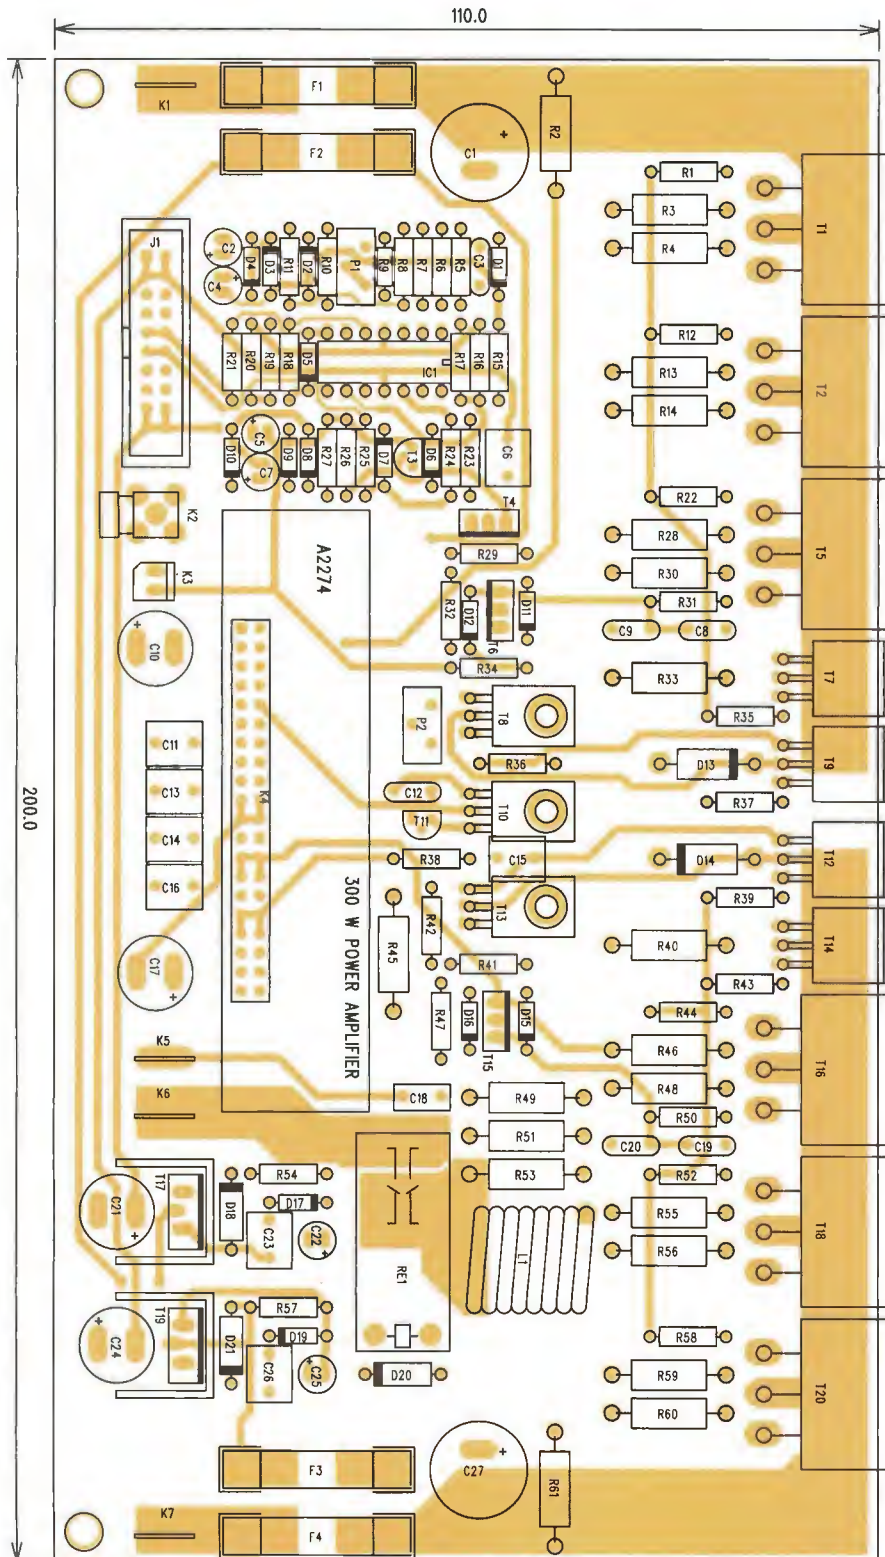 110.0
K1
F1
F2
C1
R2
R1
R3
R4
T1
J1
C2
C4
D4
D3
R11
D2
R10
P1
R9
R8
R7
R6
R5
C3
D1
R21
R20
R19
R18
D5
IC1
R17
R16
R15
R12
R13
R14
T2
D10
C5
C7
D9
D8
R27
R26
R25
D7
T3
D6
R24
R23
C6
K2
A2274
T4
R22
R28
R30
T5
K3
R29
R32
D12
T6
D11
R31
C9
C8
C10
R34
R33
T7
P2
T8
R35
C11
R36
D13
T9
200.0
C13
K4
C12
T10
R37
C14
T11
C16
R38
C15
D14
T12
300 W POWER AMPLIFIER
T13
R39
R42
R45
R40
T14
C17
R41
R43
R47
D16
T15
D15
R44
K5
R46
T16
K6
C18
R49
R48
R51
R50
C20
C19
R53
R52
T17
C21
D18
R54
D17
C23
C22
R55
T18
L1
R56
RE1
T19
C24
D21
R57
D19
C26
C25
R58
D20
R59
T20
R60
F3
C27
R61
K7
F4